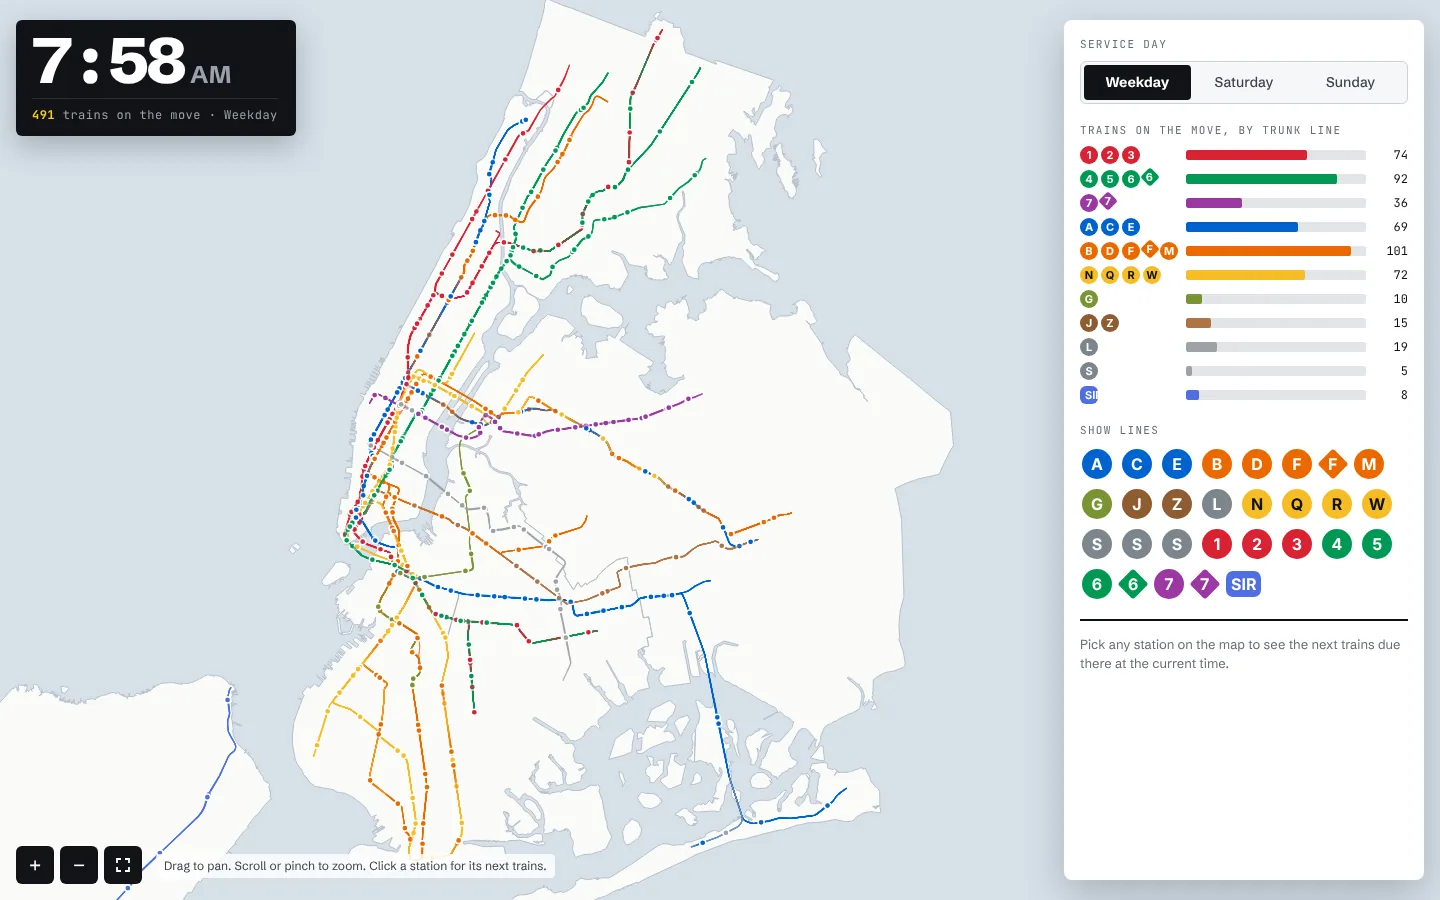 7:58 AM
491 trains on the move · Weekday
SERVICE DAY
Weekday Saturday Sunday
TRAINS ON THE MOVE, BY TRUNK LINE
1 2 3 74
4 5 6 6 92
7 7 36
A C E 69
B D F F M 101
N Q R W 72
G 10
J Z 15
L 19
S 5
SI 8
SHOW LINES
A C E B D F F M
G J Z L N Q R W
S S S 1 2 3 4 5
6 6 7 7 SIR
Pick any station on the map to see the next trains due
there at the current time.
+ −
Drag to pan. Scroll or pinch to zoom. Click a station for its next trains.